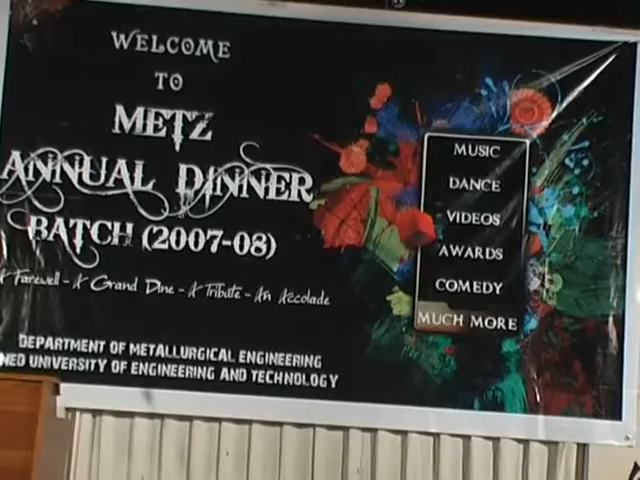 WELCOME
TO
METZ
ANNUAL DINNER
BATCH (2007-08)
A Farewell - A Grand Dine - A Tribute - An Accolade
DEPARTMENT OF METALLURGICAL ENGINEERING
NED UNIVERSITY OF ENGINEERING AND TECHNOLOGY
MUSIC
DANCE
VIDEOS
AWARDS
COMEDY
MUCH MORE